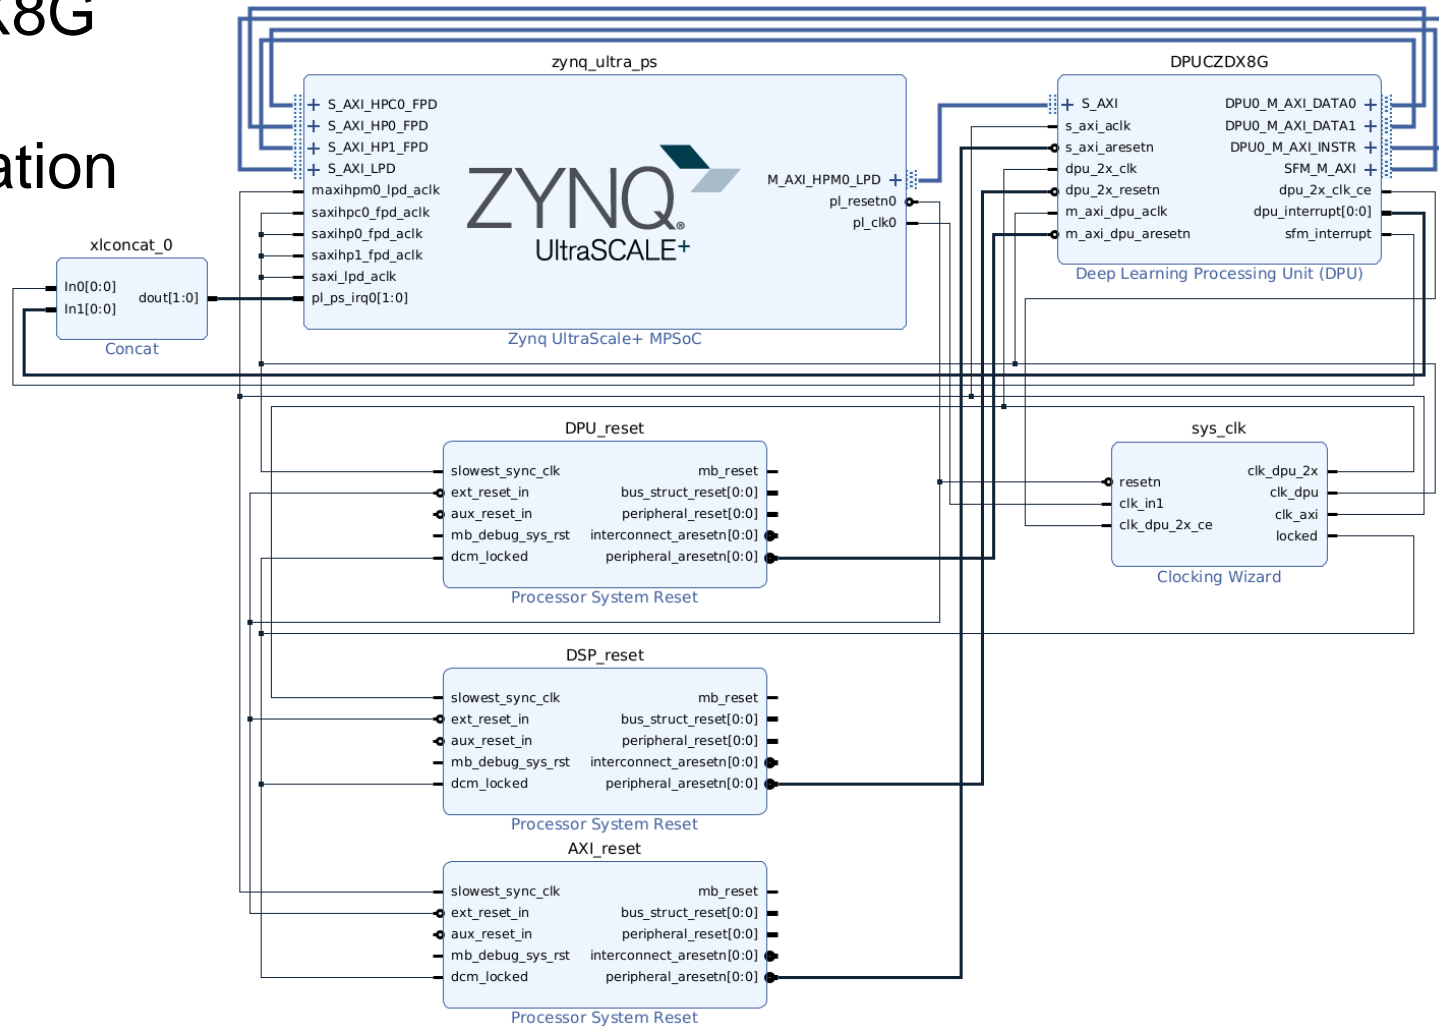 X8G
ation
zynq_ultra_ps
S_AXI_HPC0_FPD
S_AXI_HP0_FPD
S_AXI_HP1_FPD
S_AXI_LPD
maxihpm0_lpd_aclk
saxihpc0_fpd_aclk
saxihp0_fpd_aclk
saxihp1_fpd_aclk
saxi_lpd_aclk
pl_ps_irq0[1:0]
ZYNQ®
UltraSCALE+
M_AXI_HPM0_LPD
pl_resetn0
pl_clk0
Zynq UltraScale+ MPSoC
DPUCZDX8G
S_AXI
s_axi_aclk
s_axi_aresetn
dpu_2x_clk
dpu_2x_resetn
m_axi_dpu_aclk
m_axi_dpu_aresetn
DPU0_M_AXI_DATA0
DPU0_M_AXI_DATA1
DPU0_M_AXI_INSTR
SFM_M_AXI
dpu_2x_clk_ce
dpu_interrupt[0:0]
sfm_interrupt
Deep Learning Processing Unit (DPU)
xlconcat_0
In0[0:0]
In1[0:0]
dout[1:0]
Concat
DPU_reset
slowest_sync_clk
ext_reset_in
aux_reset_in
mb_debug_sys_rst
dcm_locked
mb_reset
bus_struct_reset[0:0]
peripheral_reset[0:0]
interconnect_aresetn[0:0]
peripheral_aresetn[0:0]
Processor System Reset
sys_clk
resetn
clk_in1
clk_dpu_2x_ce
clk_dpu_2x
clk_dpu
clk_axi
locked
Clocking Wizard
DSP_reset
slowest_sync_clk
ext_reset_in
aux_reset_in
mb_debug_sys_rst
dcm_locked
mb_reset
bus_struct_reset[0:0]
peripheral_reset[0:0]
interconnect_aresetn[0:0]
peripheral_aresetn[0:0]
Processor System Reset
AXI_reset
slowest_sync_clk
ext_reset_in
aux_reset_in
mb_debug_sys_rst
dcm_locked
mb_reset
bus_struct_reset[0:0]
peripheral_reset[0:0]
interconnect_aresetn[0:0]
peripheral_aresetn[0:0]
Processor System Reset